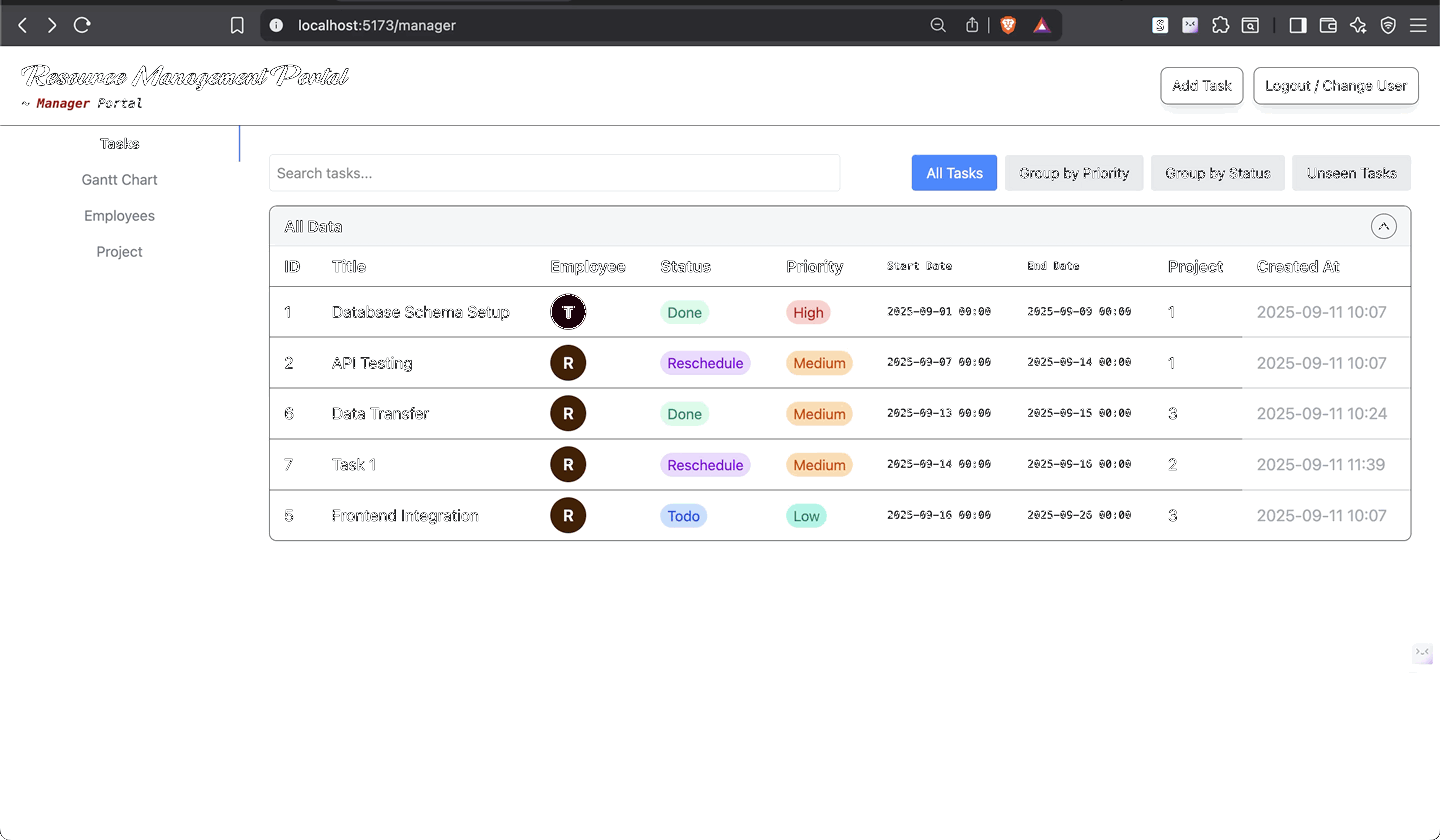 localhost:5173/manager
Resource Management Portal
~ Manager Portal
Add Task
Logout / Change User
Tasks
Gantt Chart
Employees
Project
Search tasks...
All Tasks
Group by Priority
Group by Status
Unseen Tasks
All Data
ID Title Employee Status Priority Start Date End Date Project Created At
1 Database Schema Setup T Done High 2025-09-01 00:00 2025-09-09 00:00 1 2025-09-11 10:07
2 API Testing R Reschedule Medium 2025-09-07 00:00 2025-09-14 00:00 1 2025-09-11 10:07
6 Data Transfer R Done Medium 2025-09-13 00:00 2025-09-15 00:00 3 2025-09-11 10:24
7 Task 1 R Reschedule Medium 2025-09-14 00:00 2025-09-16 00:00 2 2025-09-11 11:39
5 Frontend Integration R Todo Low 2025-09-16 00:00 2025-09-26 00:00 3 2025-09-11 10:07